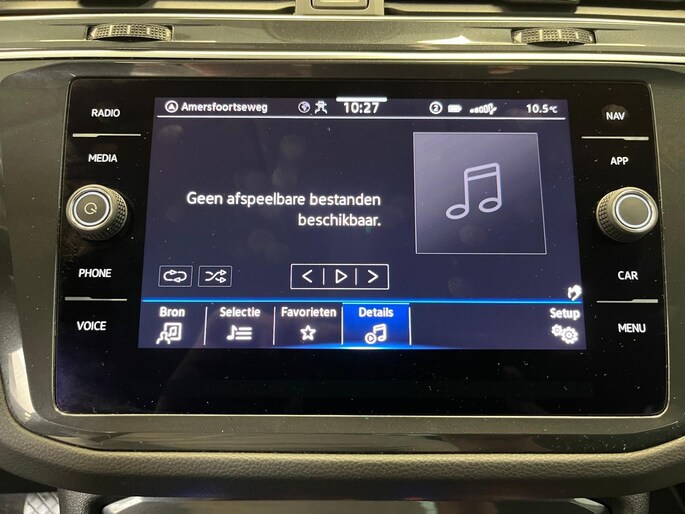 RADIO
MEDIA
PHONE
VOICE
Amersfoortseweg
10:27
2
10.5°C
Geen afspeelbare bestanden
beschikbaar.
Bron
Selectie
Favorieten
Details
Setup
NAV
APP
CAR
MENU